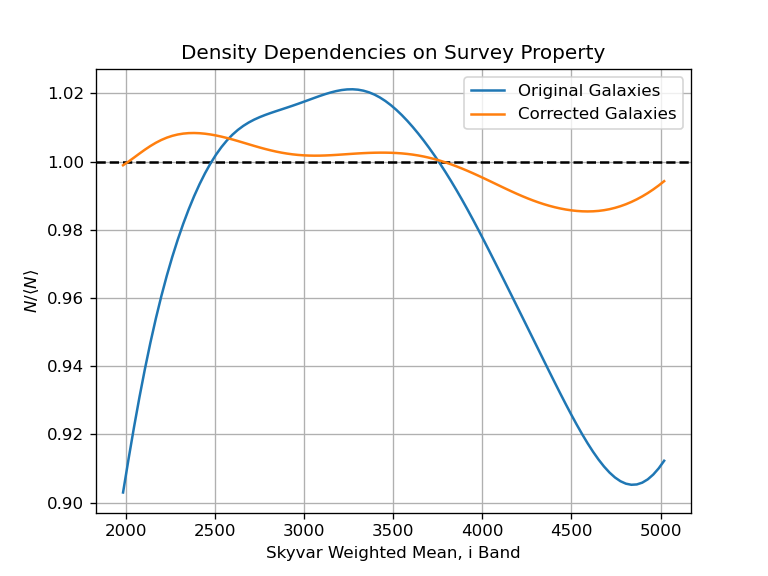 Density Dependencies on Survey Property
Original Galaxies
Corrected Galaxies
1.02
1.00
0.98
0.96
0.94
0.92
0.90
N/⟨N⟩
2000 2500 3000 3500 4000 4500 5000
Skyvar Weighted Mean, i Band